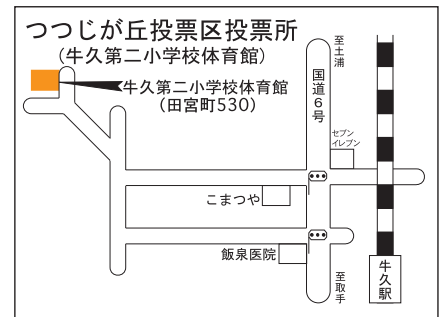 つつじが丘投票区投票所
(牛久第二小学校体育館)
牛久第二小学校体育館
(田宮町530)
至土浦
国道6号
セブン
イレブン
こまつや
飯泉医院
至取手
牛久駅